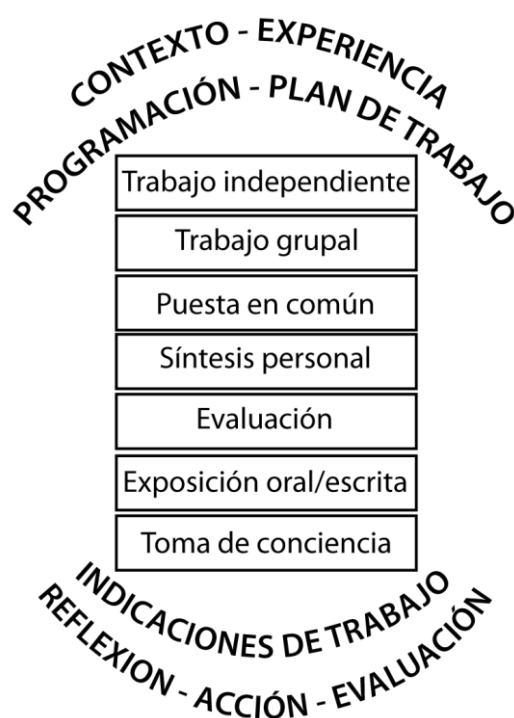 CONTEXTO - EXPERIENCIA
PROGRAMACIÓN - PLAN DE TRABAJO
Trabajo independiente
Trabajo grupal
Puesta en común
Síntesis personal
Evaluación
Exposición oral/escrita
Toma de conciencia
INDICACIONES DE TRABAJO
REFLEXION - ACCIÓN - EVALUACIÓN